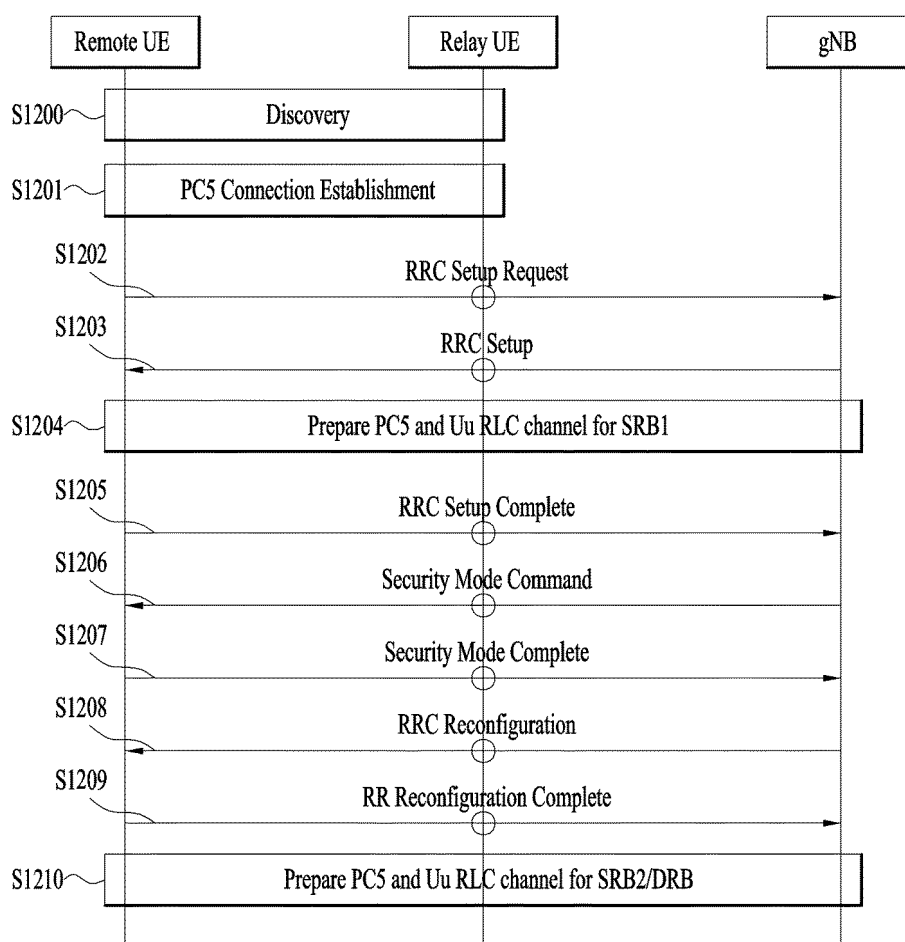 Remote UE
Relay UE
gNB
S1200
Discovery
S1201
PC5 Connection Establishment
S1202
RRC Setup Request
S1203
RRC Setup
S1204
Prepare PC5 and Uu RLC channel for SRB1
S1205
RRC Setup Complete
S1206
Security Mode Command
S1207
Security Mode Complete
S1208
RRC Reconfiguration
S1209
RR Reconfiguration Complete
S1210
Prepare PC5 and Uu RLC channel for SRB2/DRB